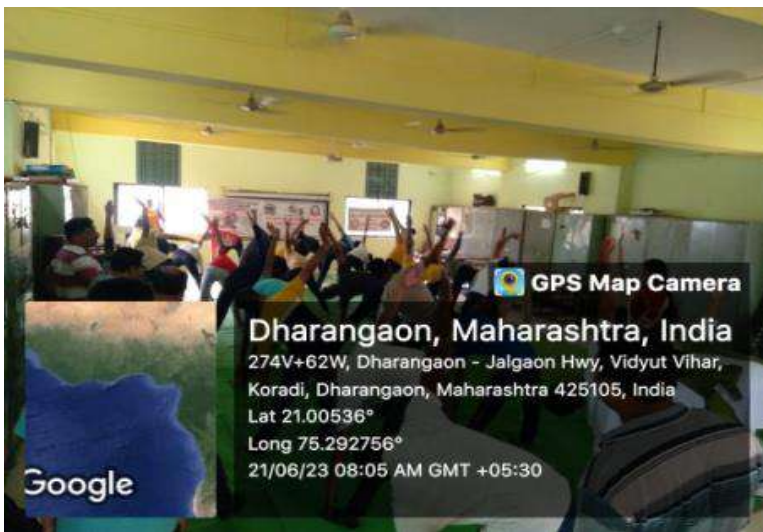 GPS Map Camera
Dharangaon, Maharashtra, India
274V+62W, Dharangaon - Jalgaon Hwy, Vidyut Vihar,
Koradi, Dharangaon, Maharashtra 425105, India
Lat 21.00536°
Long 75.292756°
21/06/23 08:05 AM GMT +05:30
Google